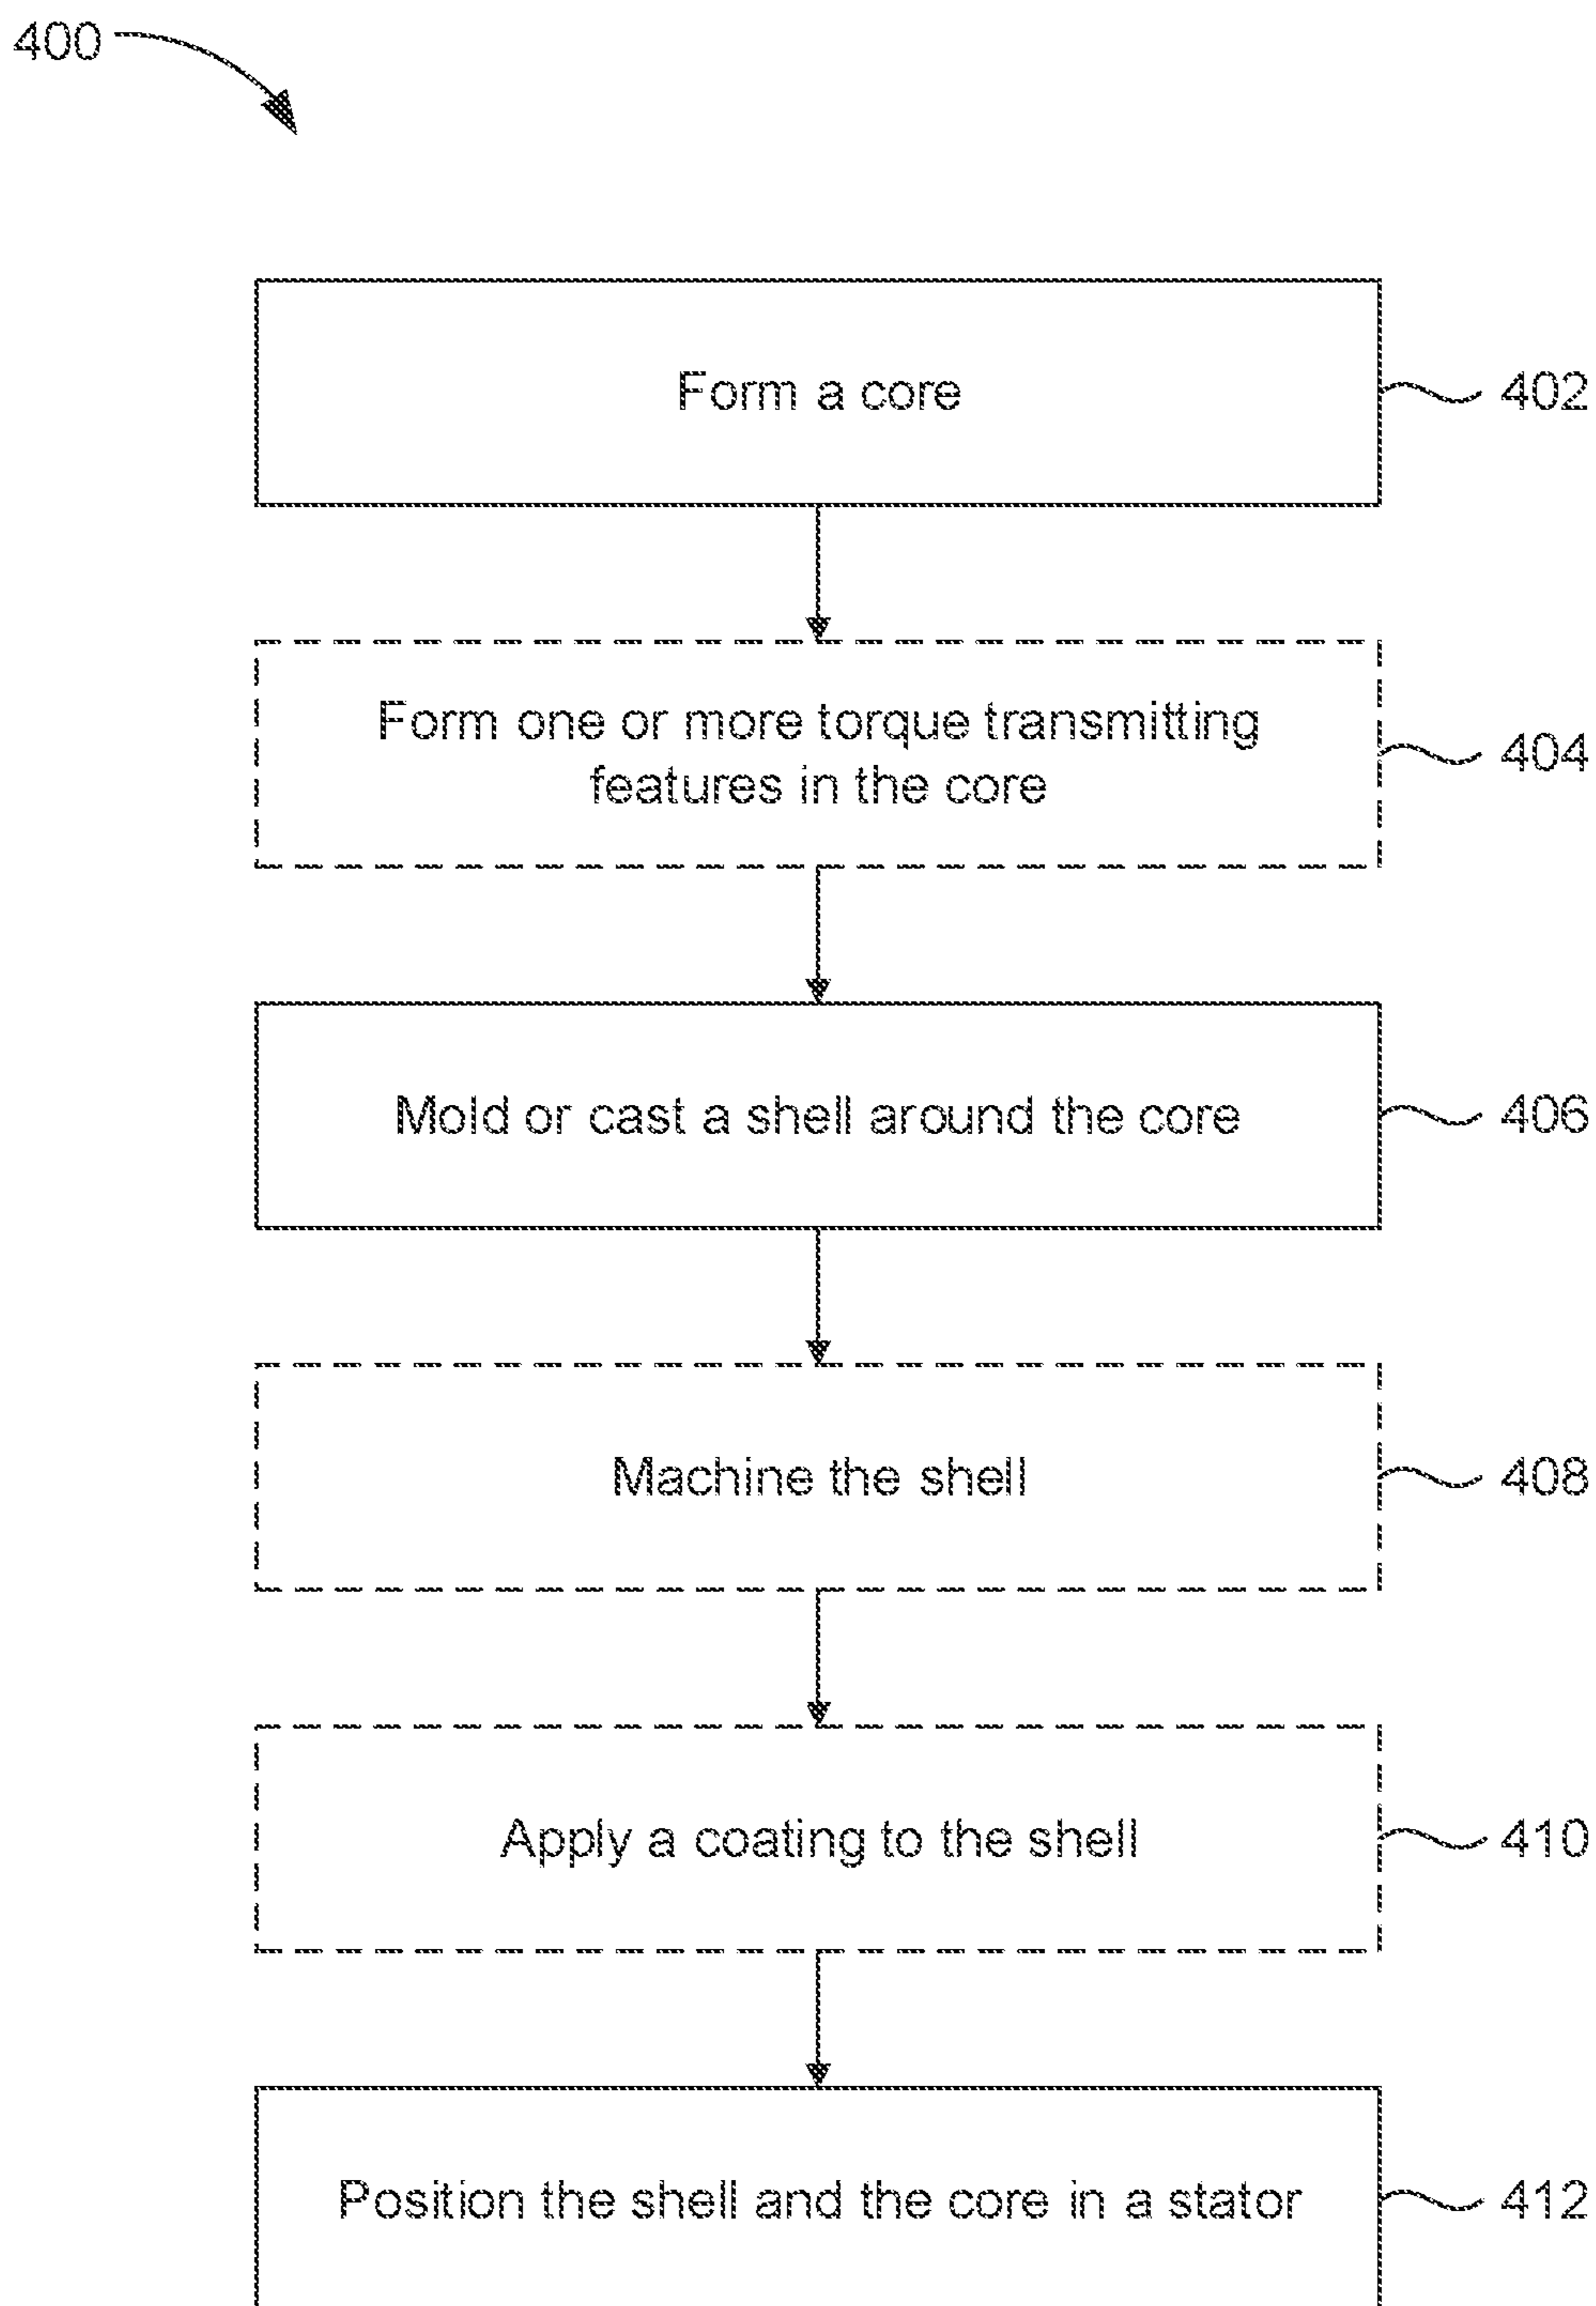 400
Form a core
402
Form one or more torque transmitting
features in the core
404
Mold or cast a shell around the core
406
Machine the shell
408
Apply a coating to the shell
410
Position the shell and the core in a stator
412